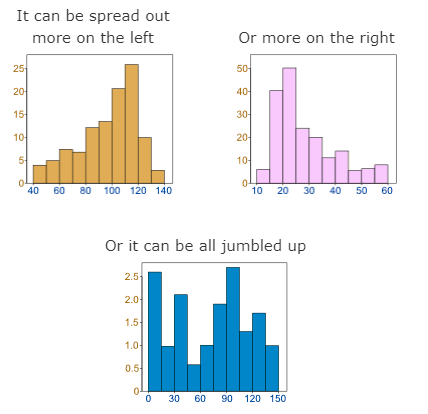 It can be spread out
more on the left
Or more on the right
25
20
15
10
5
0
40 60 80 100 120 140
50
40
30
20
10
0
10 20 30 40 50 60
Or it can be all jumbled up
2.5
2.0
1.5
1.0
0.5
0
0 30 60 90 120 150